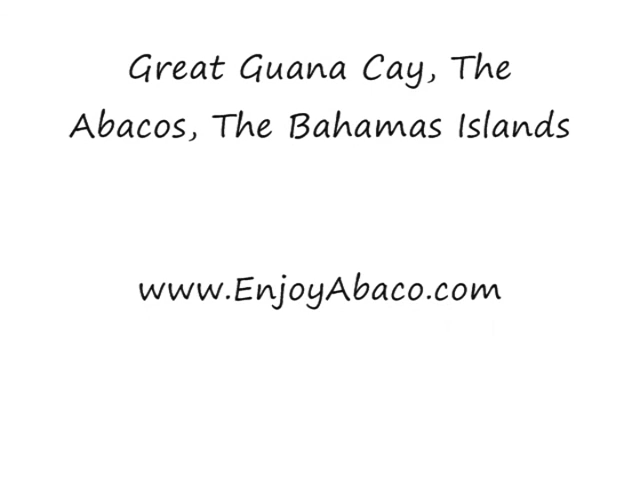 Great Guana Cay, The
Abacos, The Bahamas Islands
www.EnjoyAbaco.com